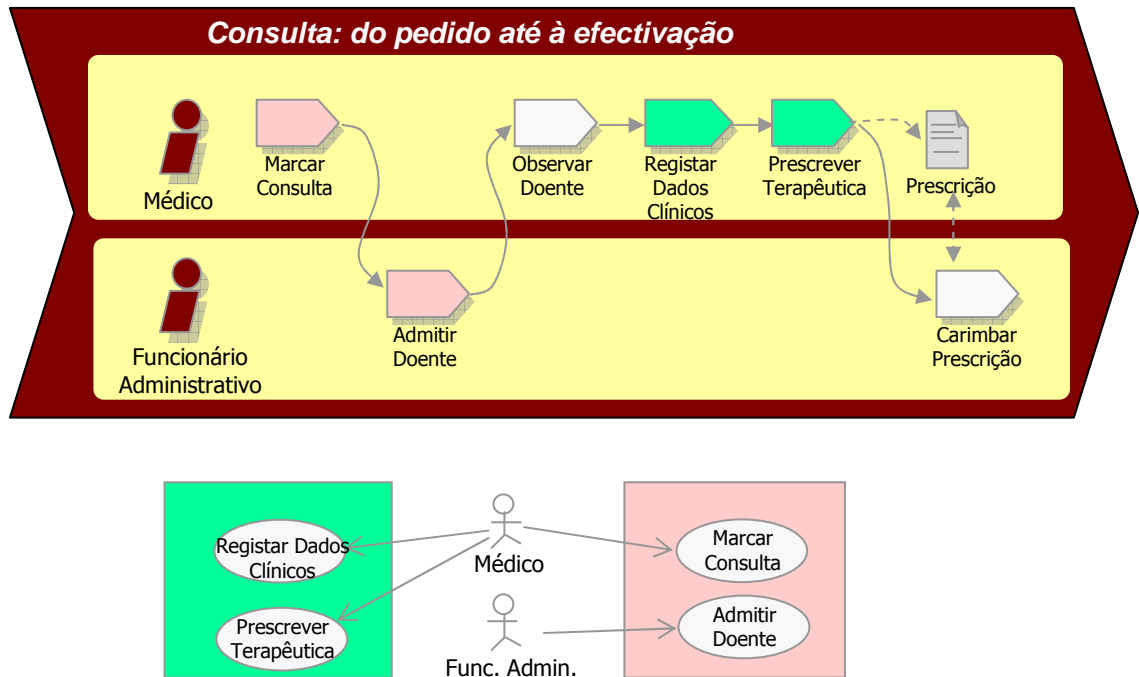 Consulta: do pedido até à efectivação
Médico
Marcar
Consulta
Observar
Doente
Registar
Dados
Clínicos
Prescrever
Terapêutica
Prescrição
Funcionário
Administrativo
Admitir
Doente
Carimbar
Prescrição
Registar Dados
Clínicos
Prescrever
Terapêutica
Médico
Func. Admin.
Marcar
Consulta
Admitir
Doente